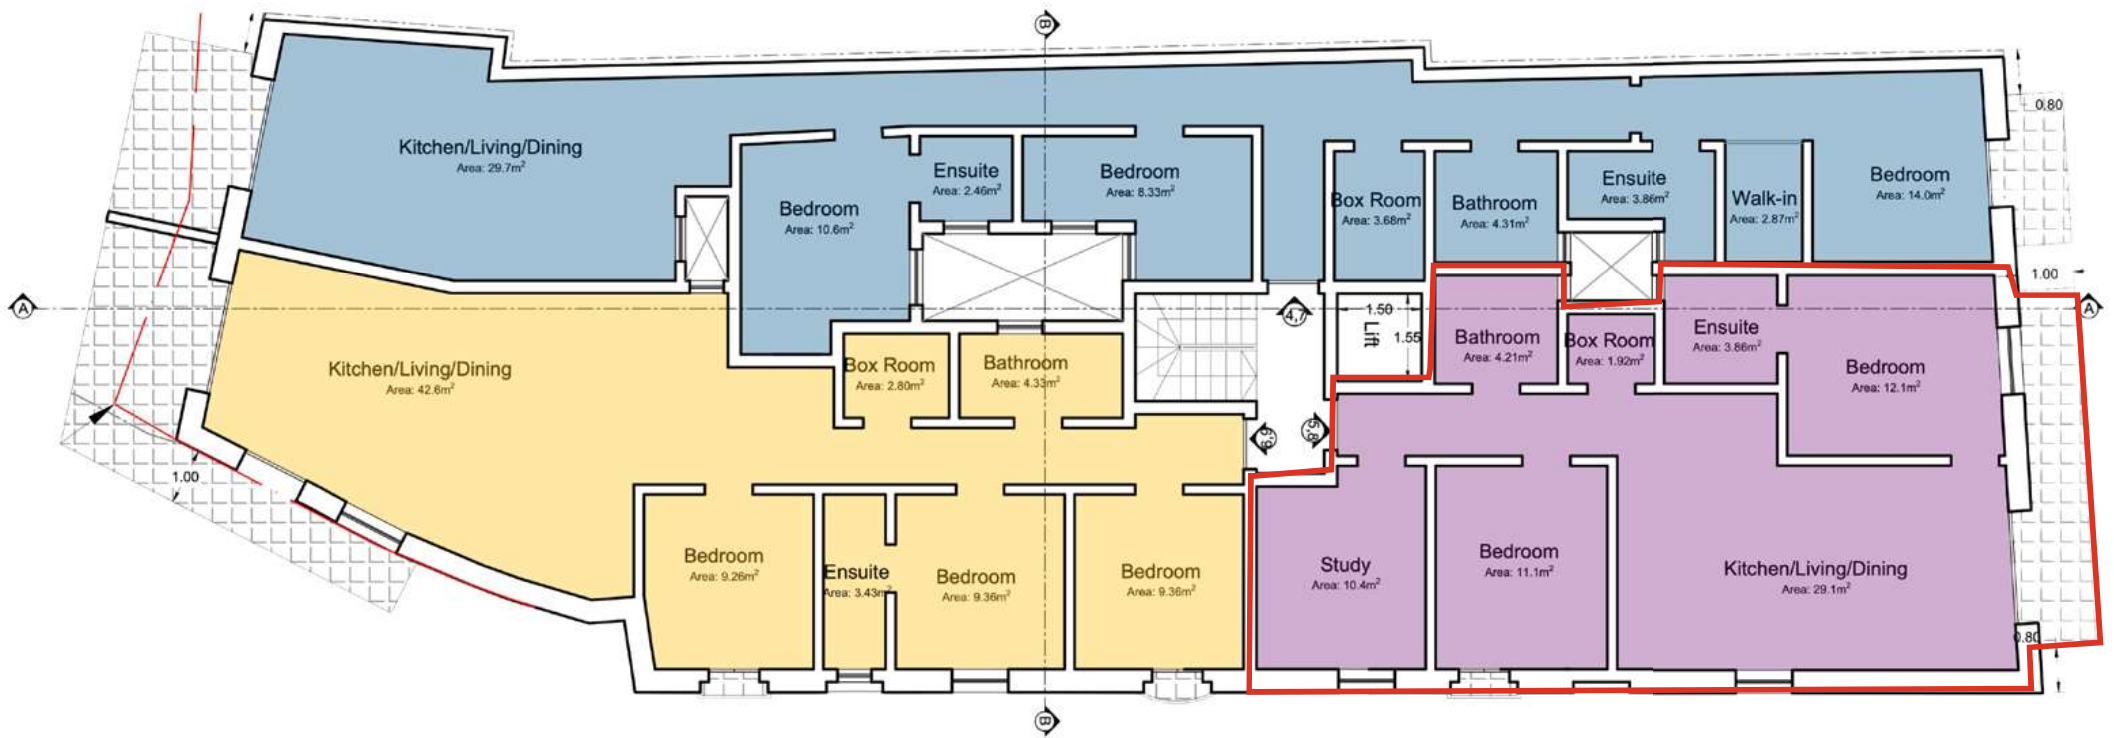 B
0.80
Kitchen/Living/Dining
Area: 29.7m²
Bedroom
Area: 10.6m²
Ensuite
Area: 2.46m²
Bedroom
Area: 8.33m²
Box Room
Area: 3.68m²
Bathroom
Area: 4.31m²
Ensuite
Area: 3.86m²
Walk-in
Area: 2.87m²
Bedroom
Area: 14.0m²
1.00
A
A
4,7
1.50
Lift
1.55
Kitchen/Living/Dining
Area: 42.6m²
Box Room
Area: 2.80m²
Bathroom
Area: 4.33m²
Bathroom
Area: 4.21m²
Box Room
Area: 1.92m²
Ensuite
Area: 3.86m²
Bedroom
Area: 12.1m²
6,9
5,8
1.00
Bedroom
Area: 9.26m²
Ensuite
Area: 3.43m²
Bedroom
Area: 9.36m²
Bedroom
Area: 9.36m²
Study
Area: 10.4m²
Bedroom
Area: 11.1m²
Kitchen/Living/Dining
Area: 29.1m²
0.80
B